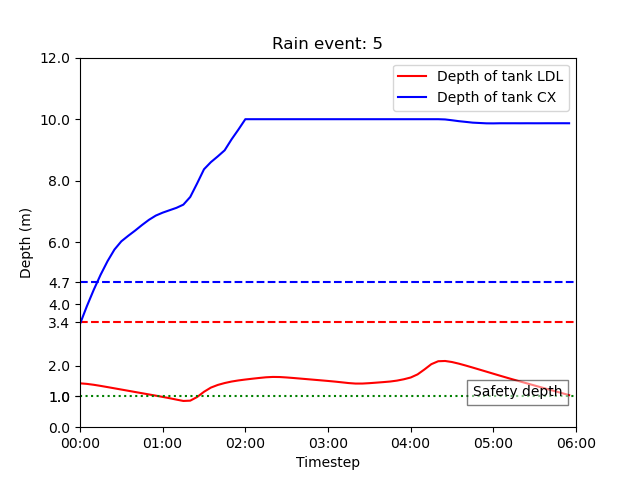 Rain event: 5
Depth (m)
12.0
10.0
8.0
6.0
4.7
4.0
3.4
2.0
1.0
0.0
Depth of tank LDL
Depth of tank CX
Safety depth
00:00 01:00 02:00 03:00 04:00 05:00 06:00
Timestep